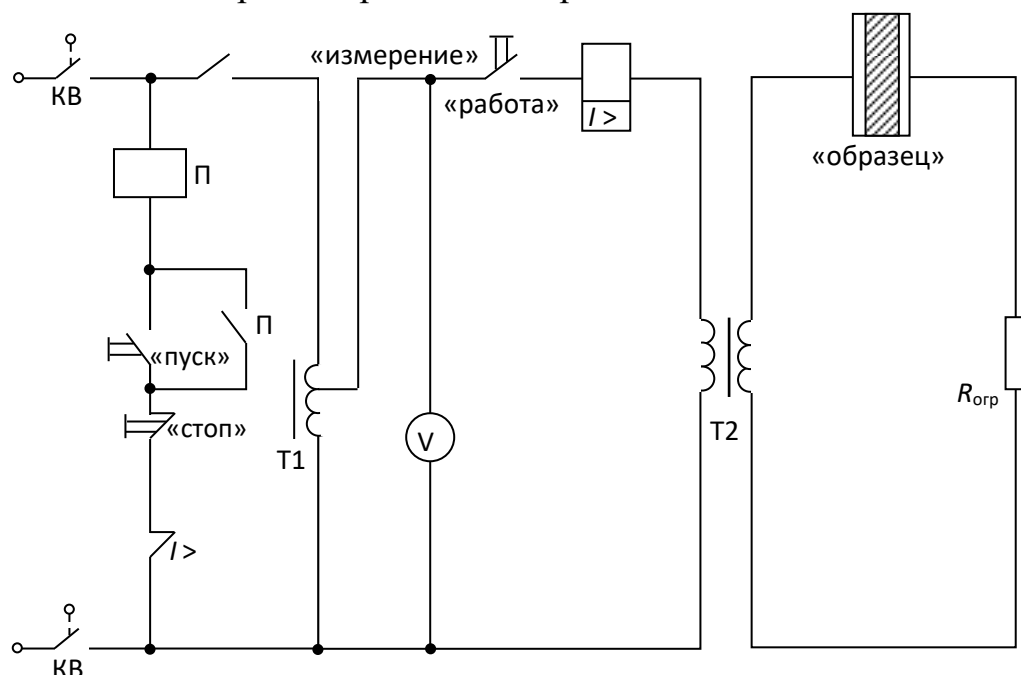 «измерение»
КВ
«работа»
I >
«образец»
П
П
«пуск»
«стоп»
V
T1
T2
Rогр
I >
КВ